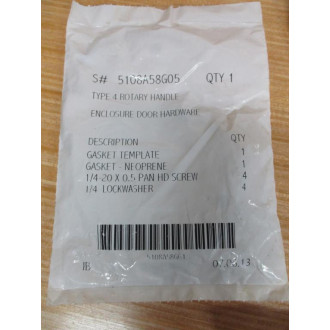 S# 5108A58G05 QTY 1
TYPE 4 ROTARY HANDLE
ENCLOSURE DOOR HARDWARE
DESCRIPTION QTY
GASKET TEMPLATE 1
GASKET - NEOPRENE 1
1/4-20 X 0.5 PAN HD SCREW 4
1/4 LOCKWASHER 4
IB